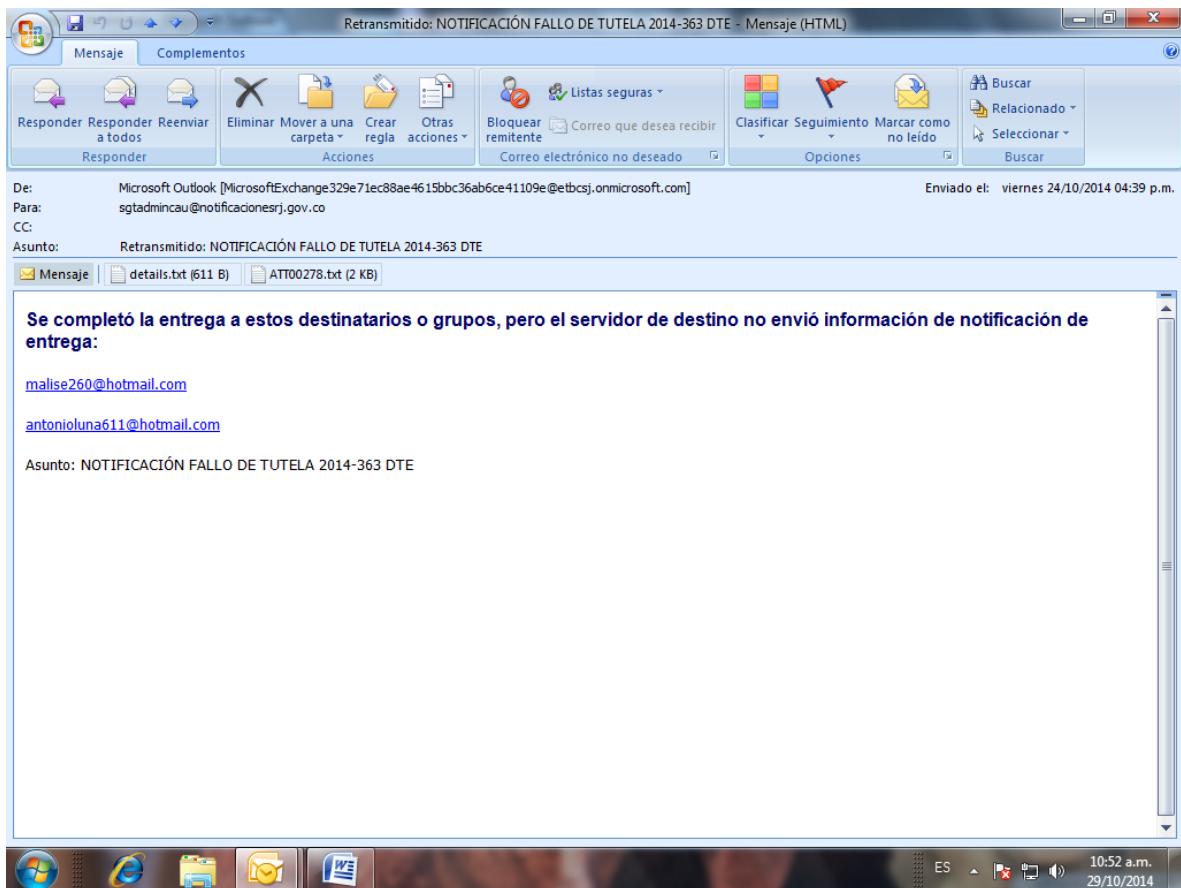 Retransmitido: NOTIFICACIÓN FALLO DE TUTELA 2014-363 DTE - Mensaje (HTML)
Mensaje Complementos
Responder Responder a todos Reenviar
Eliminar Mover a una carpeta Crear regla Otras acciones
Bloquear remitente Listas seguras Correo que desea recibir
Clasificar Seguimiento Marcar como no leído
Buscar
Relacionado
Seleccionar
Responder Acciones Correo electrónico no deseado Opciones Buscar
De: Microsoft Outlook [MicrosoftExchange329e71ec88ae4615bbc36ab6ce41109e@etbcsj.onmicrosoft.com] Enviado el: viernes 24/10/2014 04:39 p.m.
Para: sgtadmincau@notificacionesrj.gov.co
CC:
Asunto: Retransmitido: NOTIFICACIÓN FALLO DE TUTELA 2014-363 DTE
Mensaje details.txt (611 B) ATT00278.txt (2 KB)
Se completó la entrega a estos destinatarios o grupos, pero el servidor de destino no envió información de notificación de
entrega:
malise260@hotmail.com
antonioluna611@hotmail.com
Asunto: NOTIFICACIÓN FALLO DE TUTELA 2014-363 DTE
ES 10:52 a.m.
29/10/2014